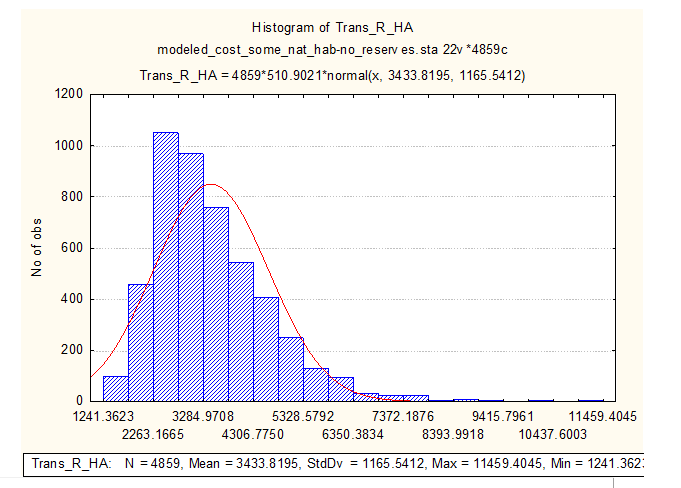 Histogram of Trans_R_HA
modeled_cost_some_nat_hab-no_reserv es.sta 22v *4859c
Trans_R_HA = 4859*510.9021*normal(x, 3433.8195, 1165.5412)
1200
1000
800
600
400
200
0
No of obs
1241.3623 3284.9708 5328.5792 7372.1876 9415.7961 11459.4045
2263.1665 4306.7750 6350.3834 8393.9918 10437.6003
Trans_R_HA: N = 4859, Mean = 3433.8195, StdDv = 1165.5412, Max = 11459.4045, Min = 1241.362